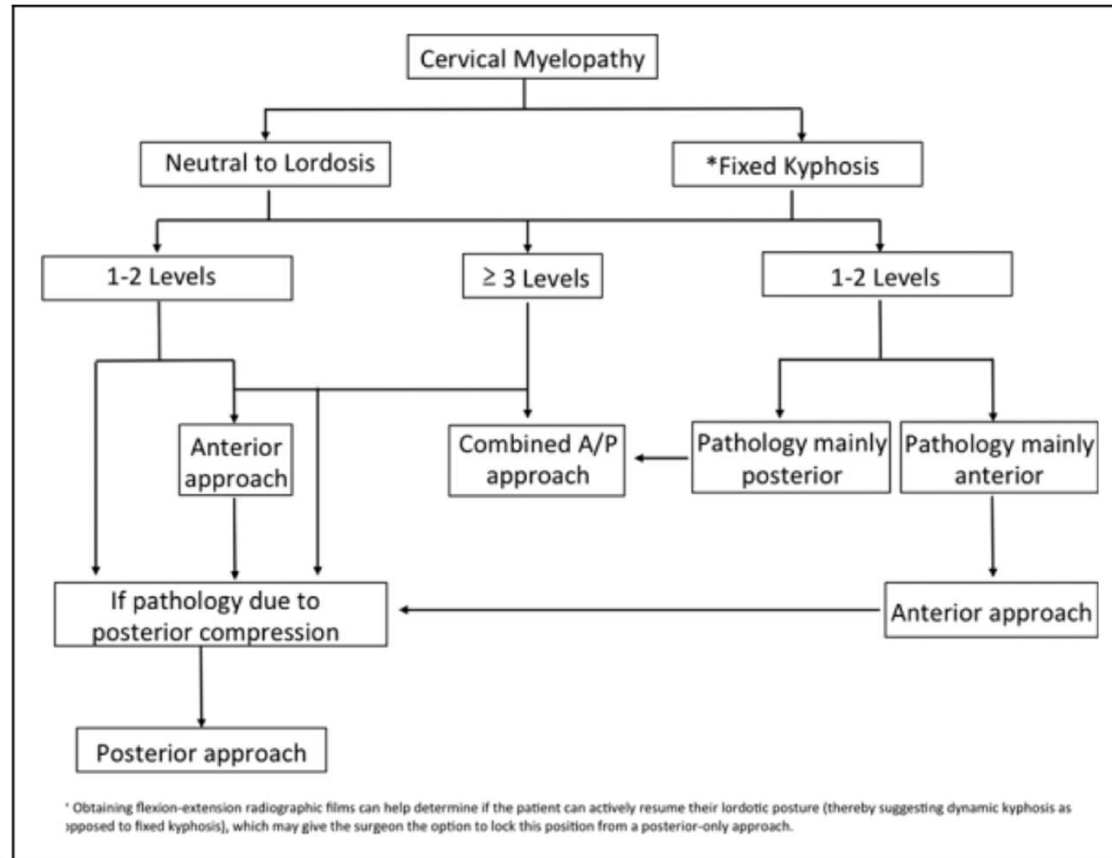 Cervical Myelopathy
Neutral to Lordosis
*Fixed Kyphosis
1-2 Levels
≥ 3 Levels
1-2 Levels
Anterior
approach
Combined A/P
approach
Pathology mainly
posterior
Pathology mainly
anterior
If pathology due to
posterior compression
Anterior approach
Posterior approach
* Obtaining flexion-extension radiographic films can help determine if the patient can actively resume their lordotic posture (thereby suggesting dynamic kyphosis as
opposed to fixed kyphosis), which may give the surgeon the option to lock this position from a posterior-only approach.